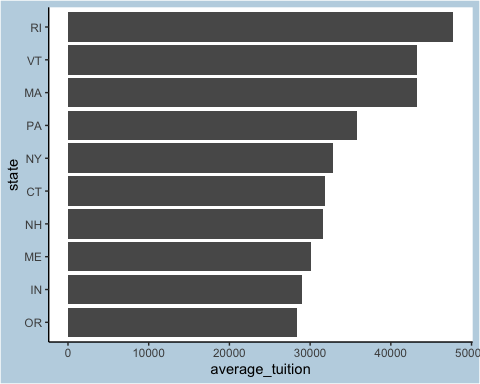 RI
VT
MA
PA
NY
CT
NH
ME
IN
OR
state
0 10000 20000 30000 40000 50000
average_tuition